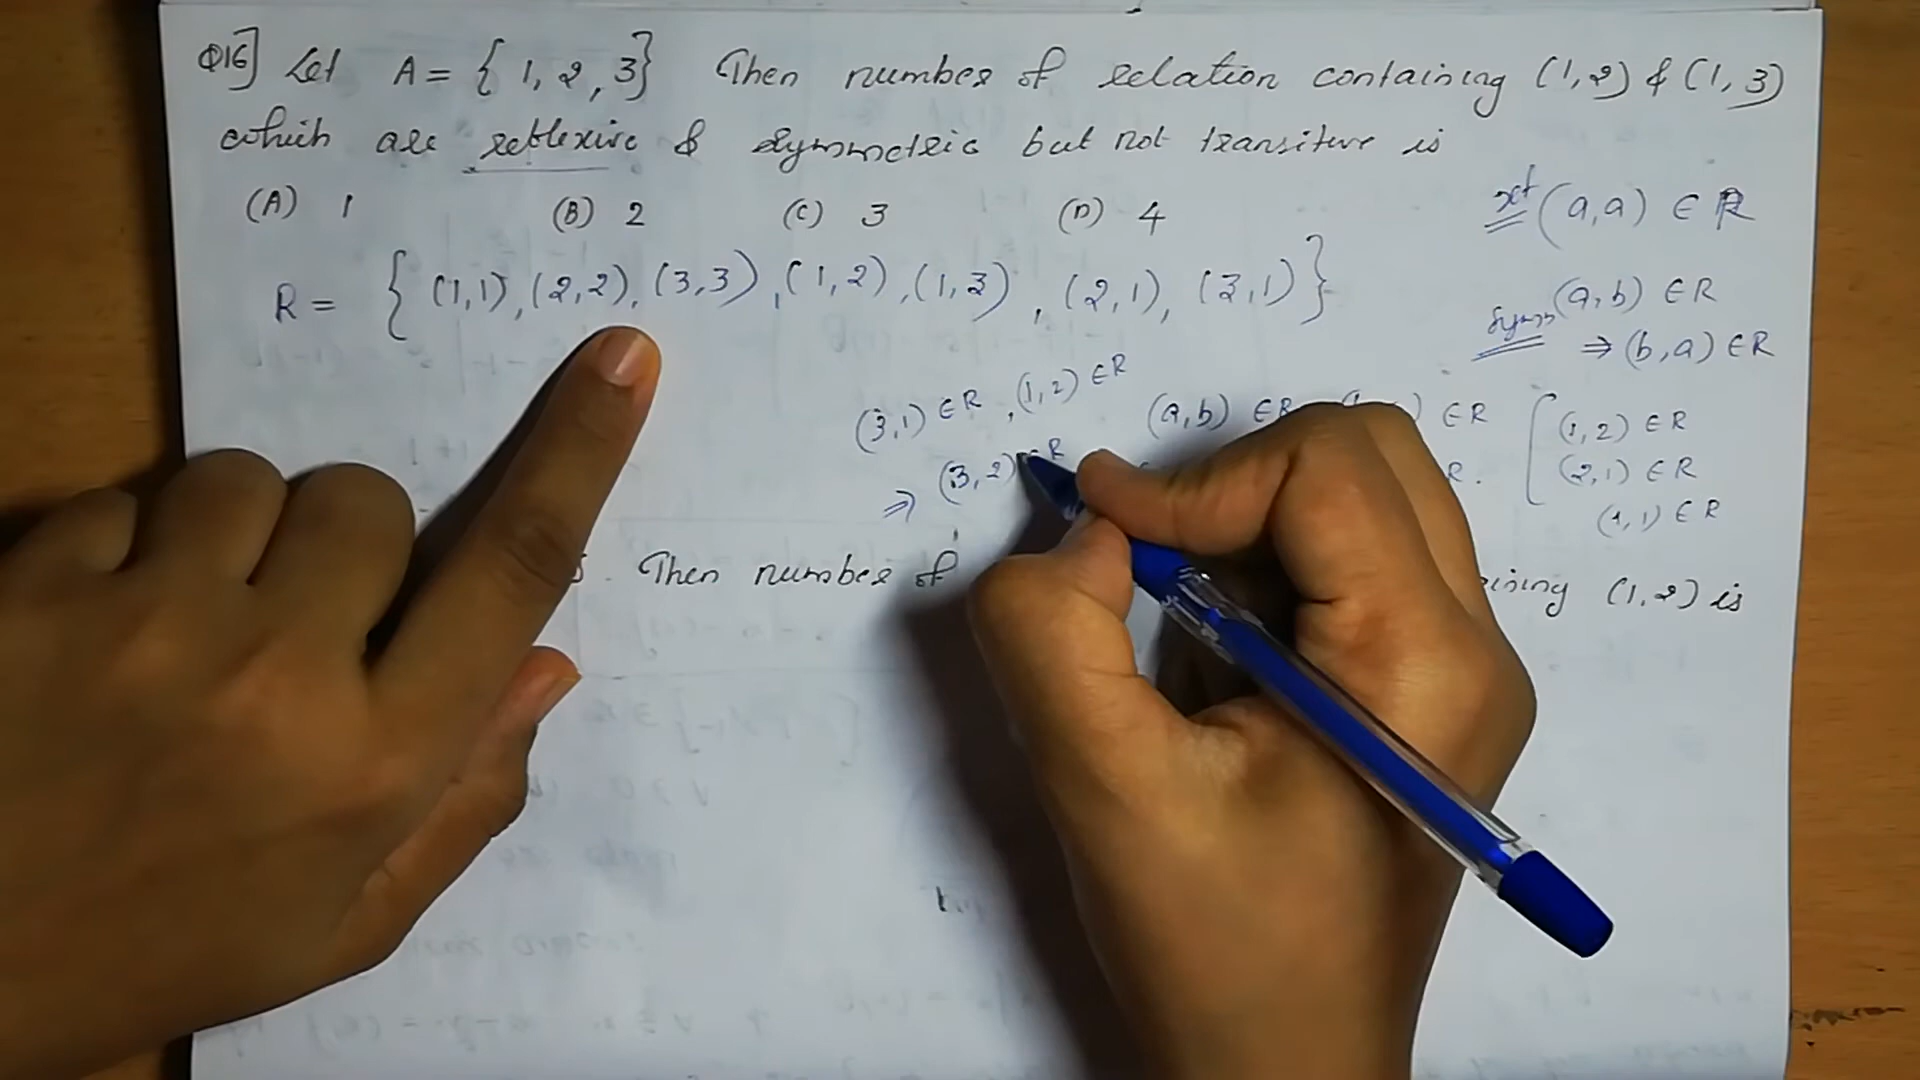 Q16] Let A = { 1, 2, 3} Then number of relation containing (1,2) & (1,3)
which are reflexive & symmetric but not transitive is
(A) 1 (B) 2 (C) 3 (D) 4
R = { (1,1), (2,2), (3,3), (1,2), (1,3), (2,1), (3,1)}
ref (a,a) ∈ R
symm (a,b) ∈ R
⇒ (b,a) ∈ R
(3,1) ∈ R, (1,2) ∈ R
⇒ (3,2) ∈ R
(a,b) ∈ R ∈ R
R.
[ (1,2) ∈ R
(2,1) ∈ R
(1,1) ∈ R
Then number of (1,2) is